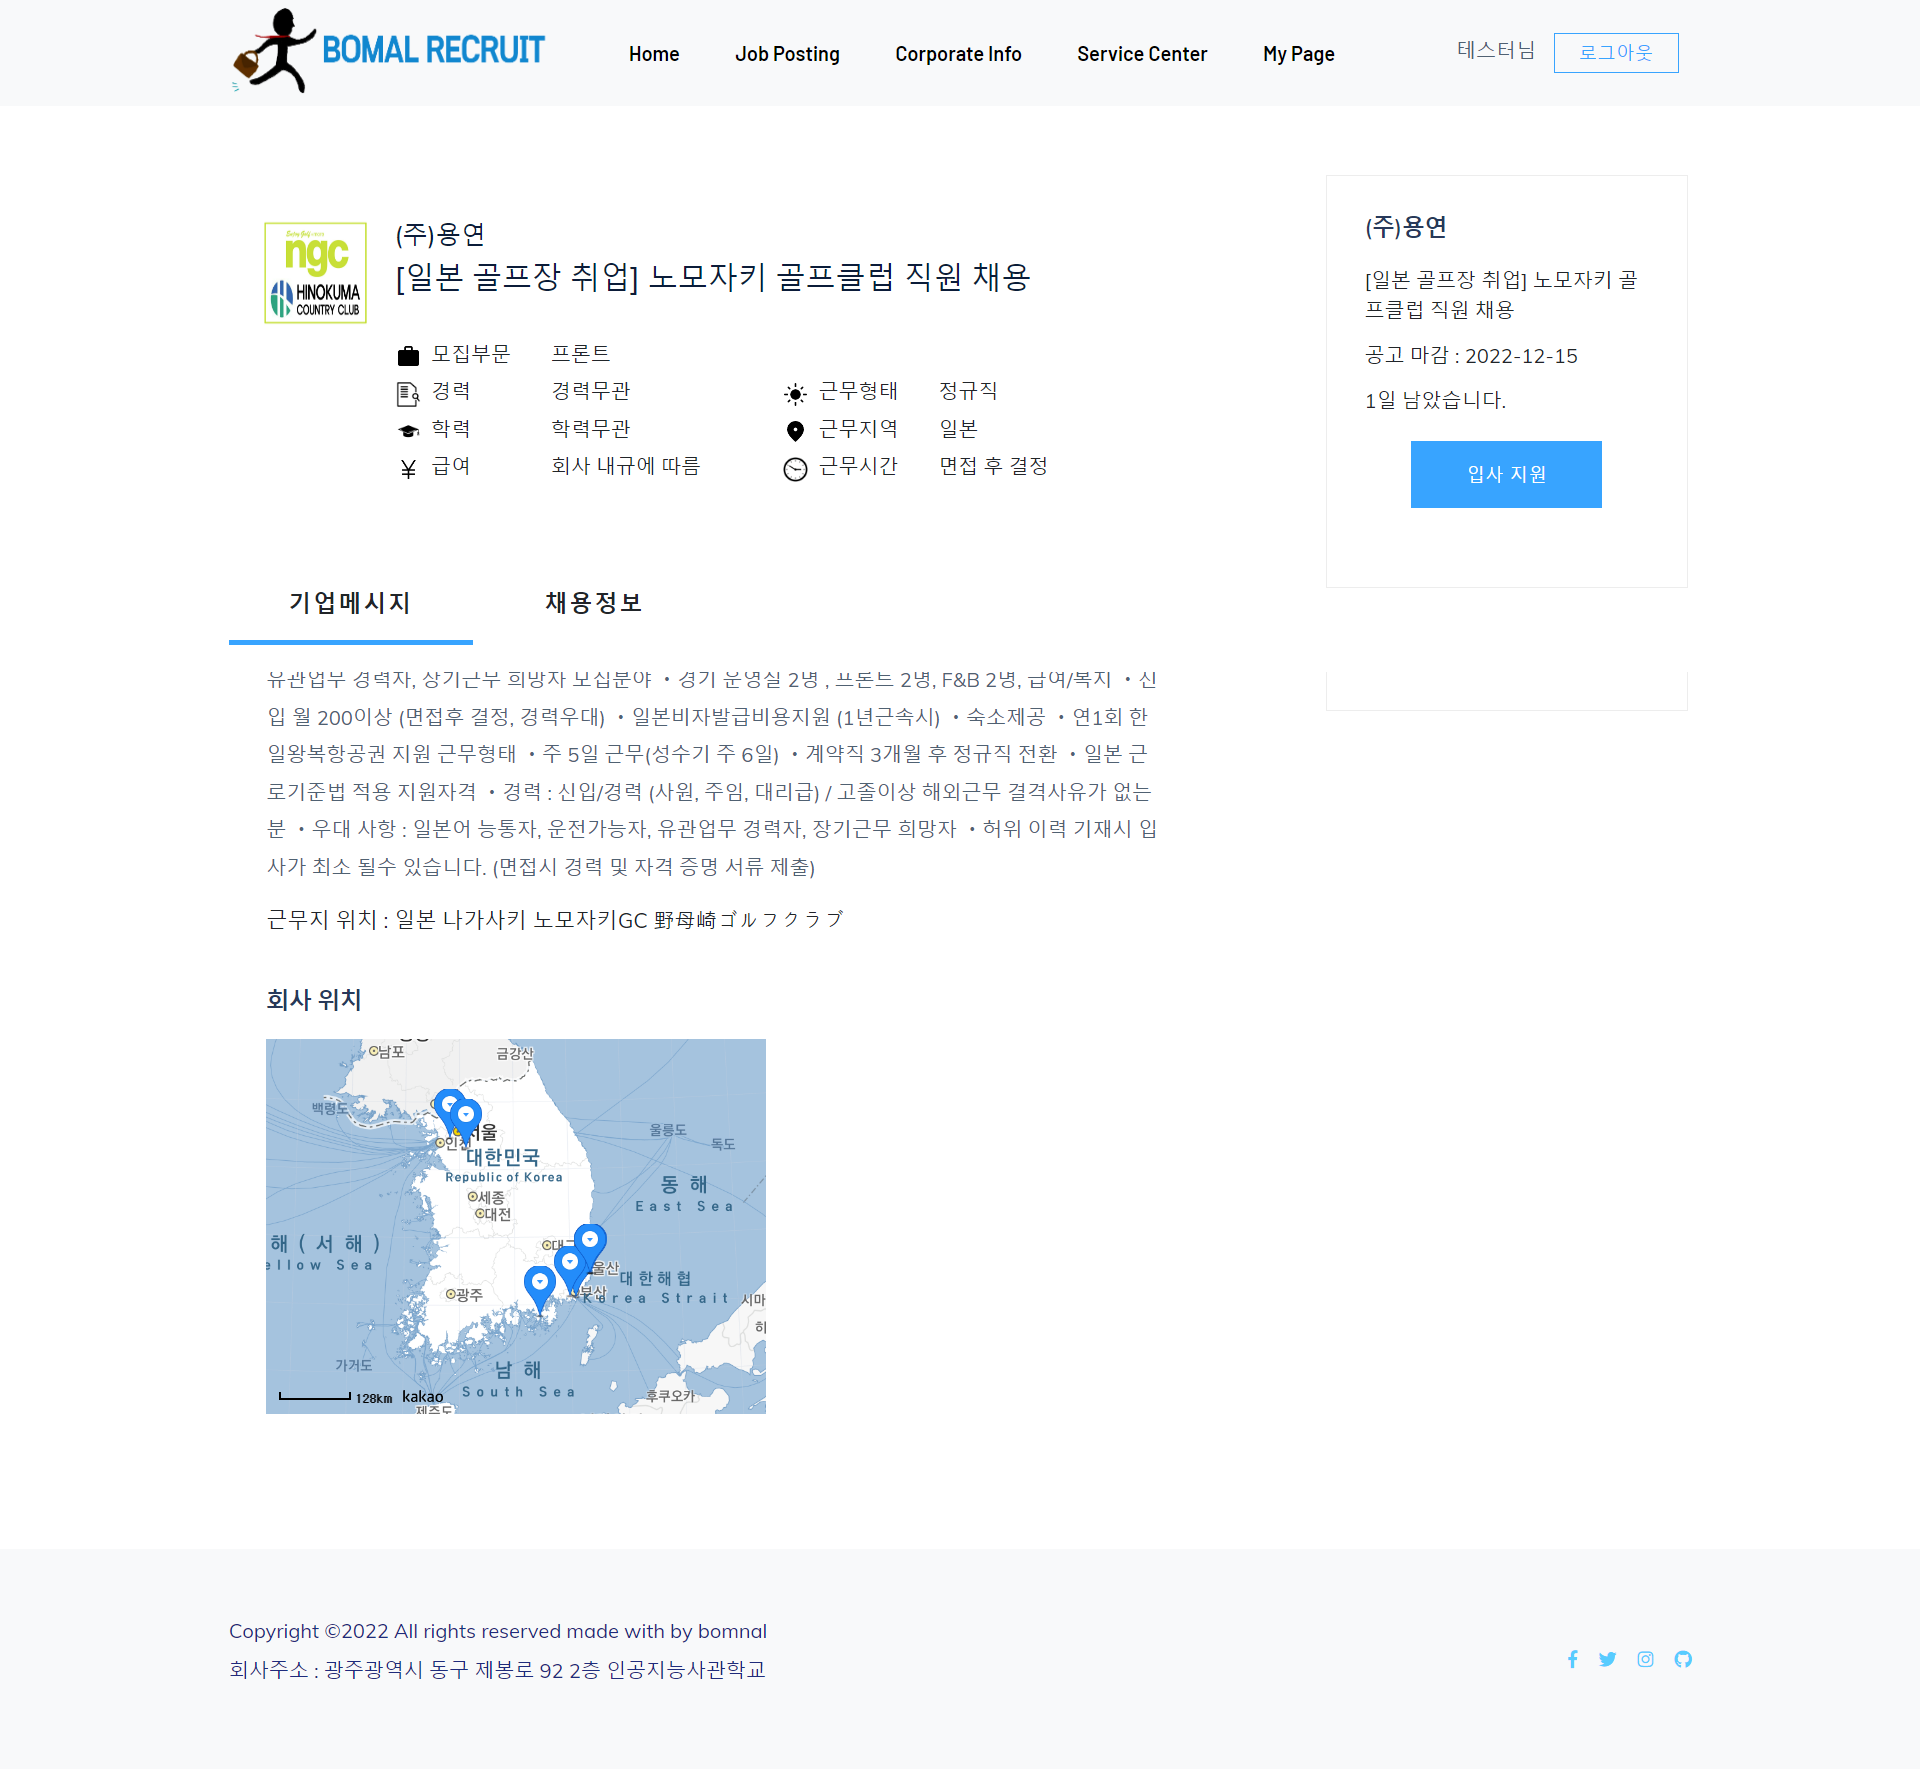 BOMAL RECRUIT
Home
Job Posting
Corporate Info
Service Center
My Page
테스터님
로그아웃
ngc
HINOKUMA
COUNTRY CLUB
(주)용연
[일본 골프장 취업] 노모자키 골프클럽 직원 채용
모집부문 프론트
경력 경력무관 근무형태 정규직
학력 학력무관 근무지역 일본
급여 회사 내규에 따름 근무시간 면접 후 결정
(주)용연
[일본 골프장 취업] 노모자키 골
프클럽 직원 채용
공고 마감 : 2022-12-15
1일 남았습니다.
입사 지원
기업메시지
채용정보
유관업무 경력자, 장기근무 희망자 모집분야 ・경기 운영실 2명 , 프론트 2명, F&B 2명, 급여/복지 ・신
입 월 200이상 (면접후 결정, 경력우대) ・일본비자발급비용지원 (1년근속시) ・숙소제공 ・연1회 한
일왕복항공권 지원 근무형태 ・주 5일 근무(성수기 주 6일) ・계약직 3개월 후 정규직 전환 ・일본 근
로기준법 적용 지원자격 ・경력 : 신입/경력 (사원, 주임, 대리급) / 고졸이상 해외근무 결격사유가 없는
분 ・우대 사항 : 일본어 능통자, 운전가능자, 유관업무 경력자, 장기근무 희망자 ・허위 이력 기재시 입
사가 최소 될수 있습니다. (면접시 경력 및 자격 증명 서류 제출)
근무지 위치 : 일본 나가사키 노모자키GC 野母崎ゴルフクラブ
회사 위치
남포
금강산
백령도
서울
인천
울릉도
독도
대한민국
Republic of Korea
동 해
East Sea
세종
대전
해 ( 서 해 )
ellow Sea
대구
울산
대한해협
부산
Korea Strait
광주
시마
히
가거도
남 해
South Sea
후쿠오카
128km
kakao
제주도
Copyright ©2022 All rights reserved made with by bomnal
회사주소 : 광주광역시 동구 제봉로 92 2층 인공지능사관학교